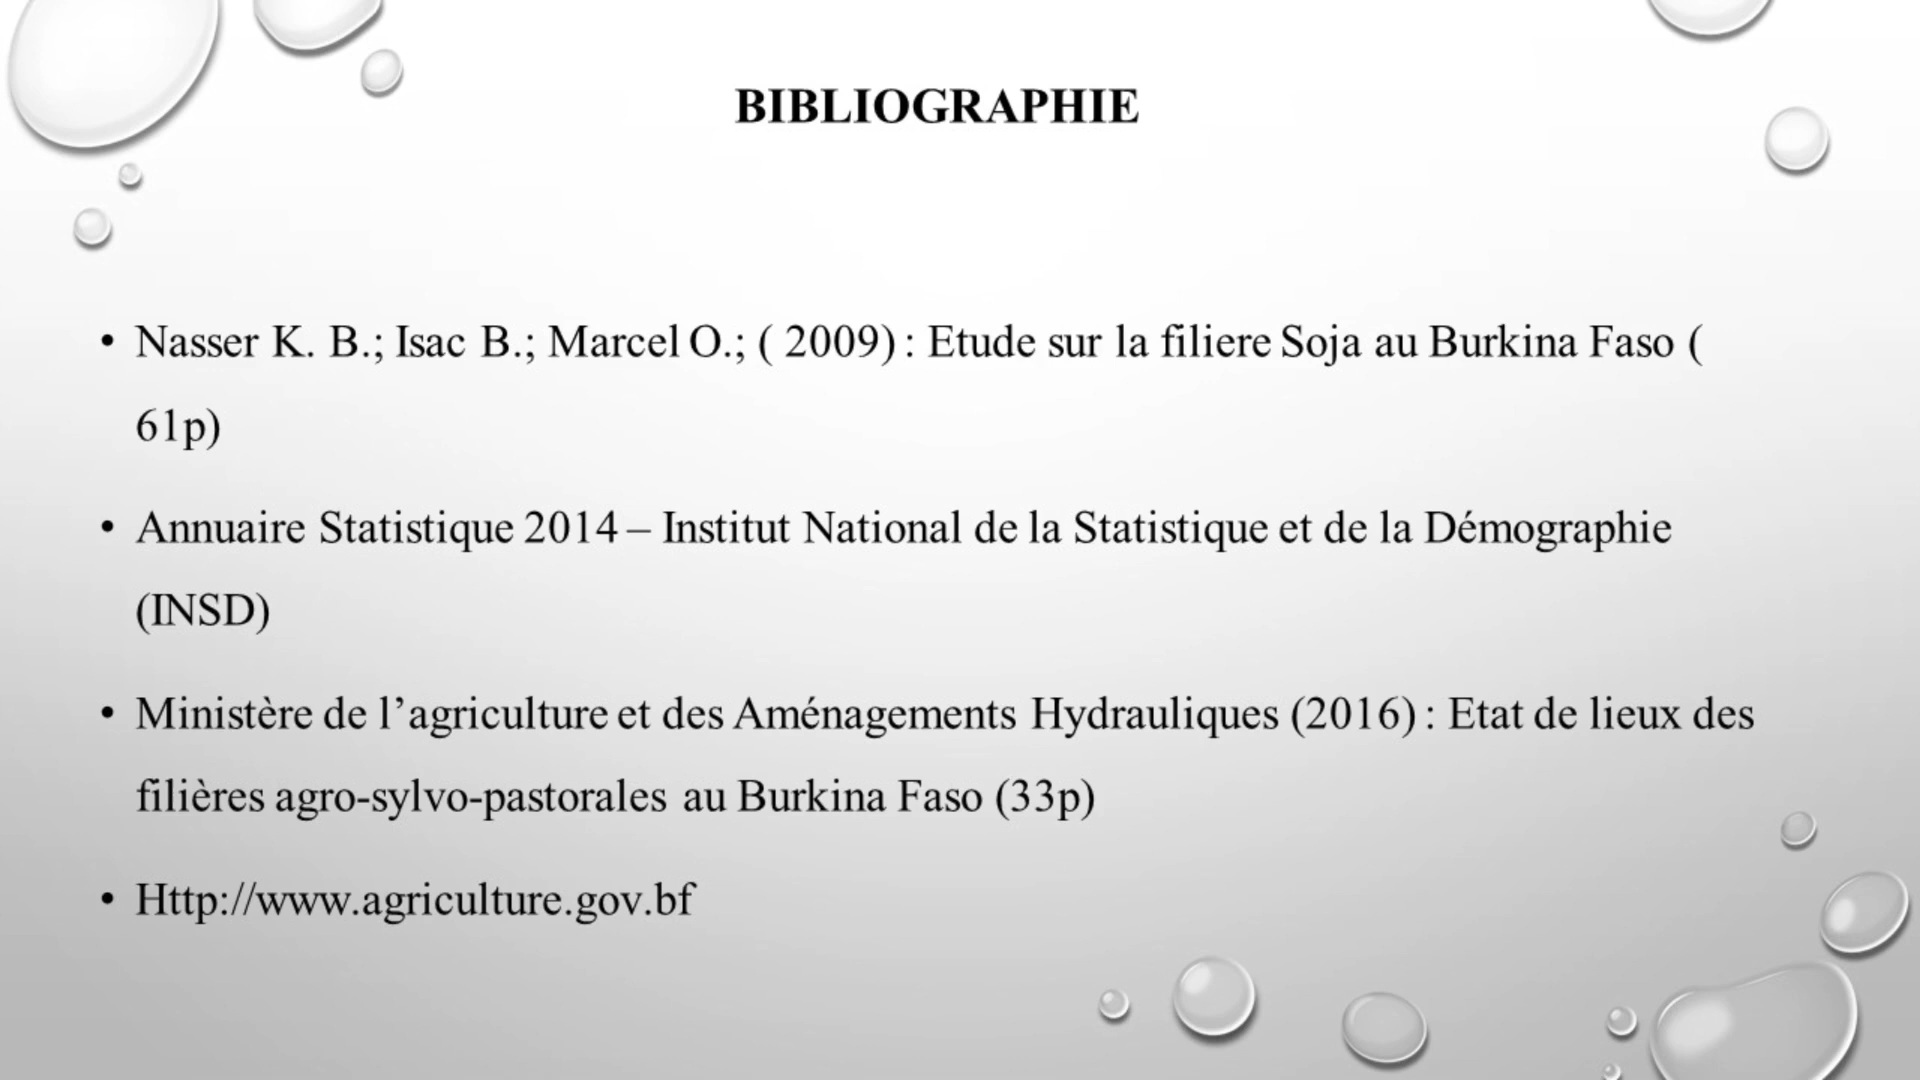 BIBLIOGRAPHIE
• Nasser K. B.; Isac B.; Marcel O.; ( 2009) : Etude sur la filiere Soja au Burkina Faso (
61p)
• Annuaire Statistique 2014 – Institut National de la Statistique et de la Démographie
(INSD)
• Ministère de l’agriculture et des Aménagements Hydrauliques (2016) : Etat de lieux des
filières agro-sylvo-pastorales au Burkina Faso (33p)
• Http://www.agriculture.gov.bf